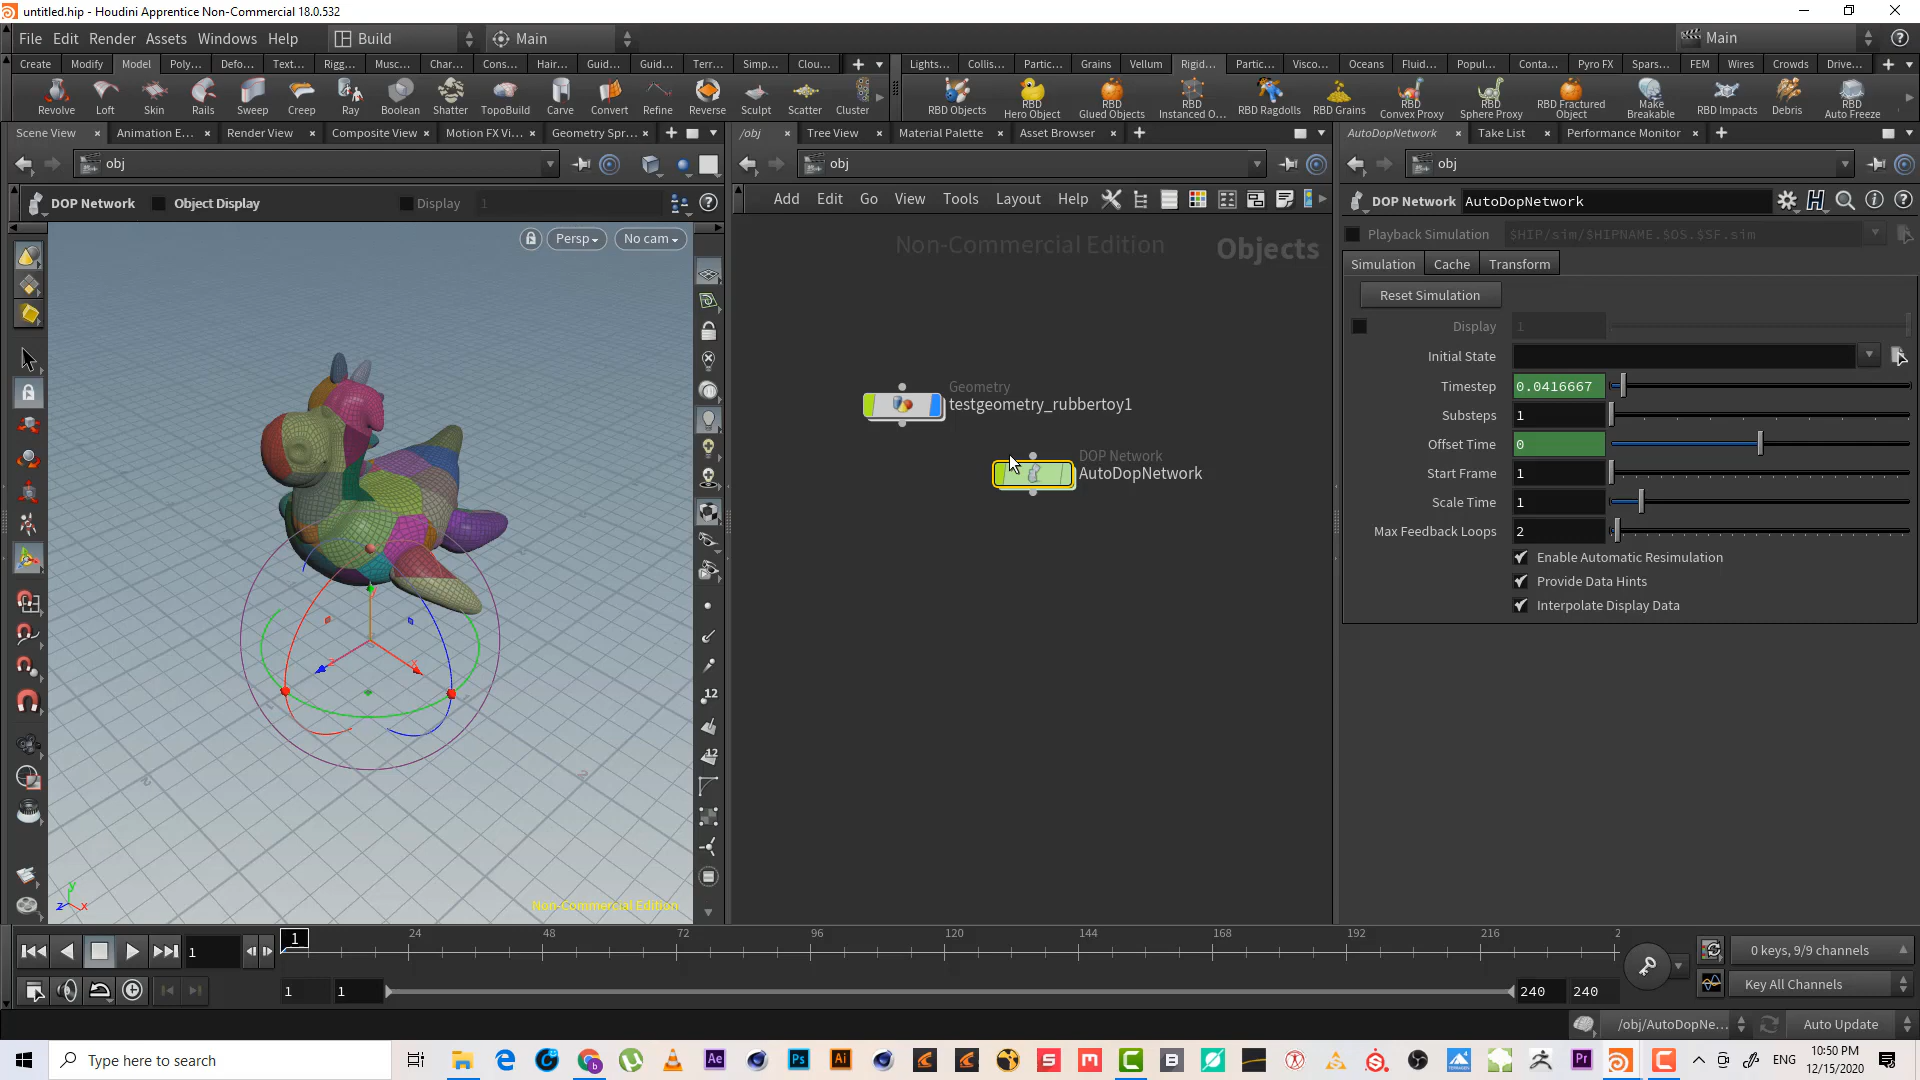 untitled.hip - Houdini Apprentice Non-Commercial 18.0.532
File Edit Render Assets Windows Help Build Main Main
Create Modify Model Poly... Defo... Text... Rigg... Musc... Char... Cons... Hair... Guid... Guid... Terr... Simp... Clou...
Lights... Collis... Partic... Grains Vellum Rigid... Partic... Visco... Oceans Fluid... Popul... Conta... Pyro FX Spars... FEM Wires Crowds Drive...
Revolve Loft Skin Rails Sweep Creep Ray Boolean Shatter TopoBuild Carve Convert Refine Reverse Sculpt Scatter Cluster
RBD Objects RBD Hero Object RBD Glued Objects RBD Instanced O... RBD Ragdolls RBD Grains RBD Convex Proxy RBD Sphere Proxy RBD Fractured Object Make Breakable RBD Impacts Debris RBD Auto Freeze
Scene View Animation E... Render View Composite View Motion FX Vi... Geometry Spr...
/obj Tree View Material Palette Asset Browser
AutoDopNetwork Take List Performance Monitor
obj
obj
obj
DOP Network Object Display Display 1
Add Edit Go View Tools Layout Help
DOP Network AutoDopNetwork
Persp No cam
Non-Commercial Edition Objects
Playback Simulation $HIP/sim/$HIPNAME.$OS.$SF.sim
Simulation Cache Transform
Reset Simulation
Display 1
Initial State
Timestep 0.0416667
Substeps 1
Offset Time 0
Start Frame 1
Scale Time 1
Max Feedback Loops 2
Enable Automatic Resimulation
Provide Data Hints
Interpolate Display Data
Geometry
testgeometry_rubbertoy1
DOP Network
AutoDopNetwork
12
12
y
z x
Non-Commercial Edition
1 1 24 48 72 96 120 144 168 192 216 2
0 keys, 9/9 channels
1 1 240 240
Key All Channels
/obj/AutoDopNe... Auto Update
Type here to search
ENG
10:50 PM
12/15/2020